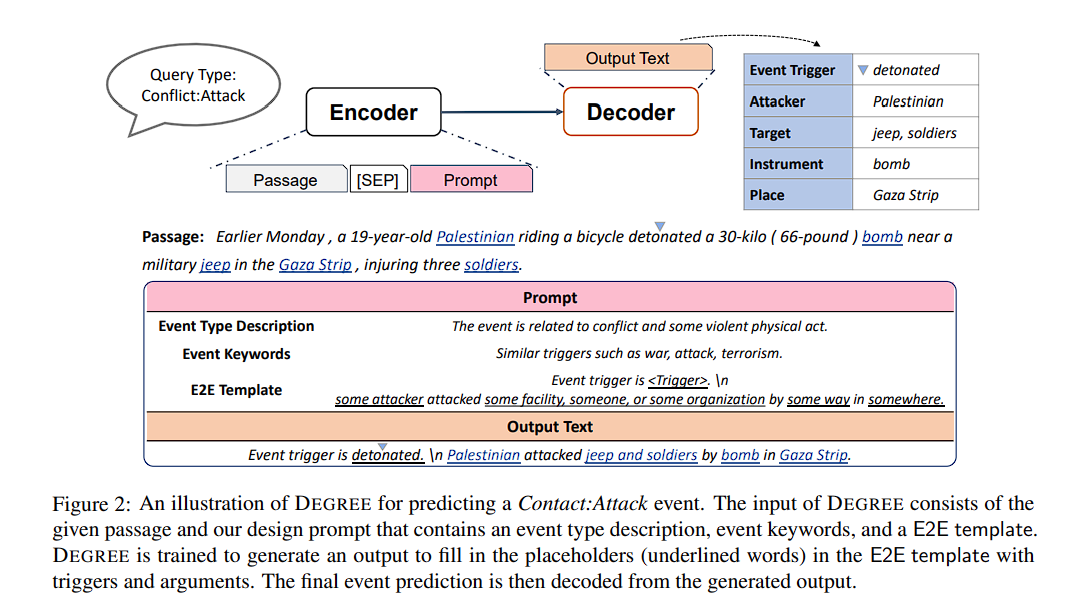 Query Type:
Conflict:Attack
Encoder
Passage
[SEP]
Prompt
Output Text
Decoder
Event Trigger detonated
Attacker Palestinian
Target jeep, soldiers
Instrument bomb
Place Gaza Strip
Passage: Earlier Monday , a 19-year-old Palestinian riding a bicycle detonated a 30-kilo ( 66-pound ) bomb near a
military jeep in the Gaza Strip , injuring three soldiers.
Prompt
Event Type Description The event is related to conflict and some violent physical act.
Event Keywords Similar triggers such as war, attack, terrorism.
E2E Template Event trigger is <Trigger>. \n
some attacker attacked some facility, someone, or some organization by some way in somewhere.
Output Text
Event trigger is detonated. \n Palestinian attacked jeep and soldiers by bomb in Gaza Strip.
Figure 2: An illustration of DEGREE for predicting a Contact:Attack event. The input of DEGREE consists of the
given passage and our design prompt that contains an event type description, event keywords, and a E2E template.
DEGREE is trained to generate an output to fill in the placeholders (underlined words) in the E2E template with
triggers and arguments. The final event prediction is then decoded from the generated output.